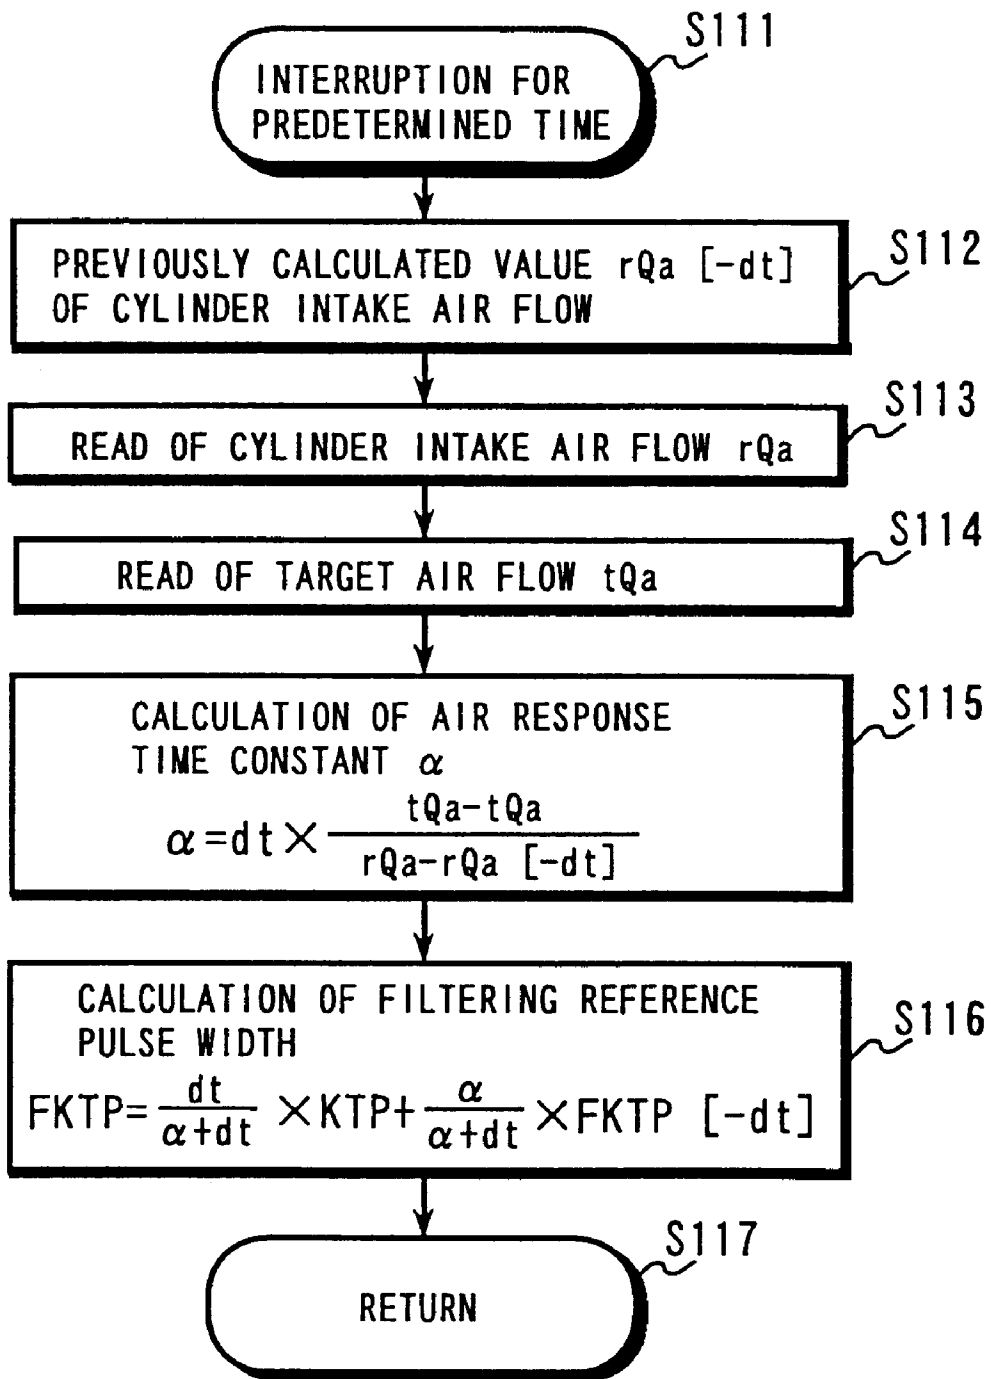 S111
INTERRUPTION FOR
PREDETERMINED TIME
S112
PREVIOUSLY CALCULATED VALUE rQa [-dt]
OF CYLINDER INTAKE AIR FLOW
S113
READ OF CYLINDER INTAKE AIR FLOW rQa
S114
READ OF TARGET AIR FLOW tQa
S115
CALCULATION OF AIR RESPONSE
TIME CONSTANT α
α=dt× tQa-tQa / rQa-rQa [-dt]
S116
CALCULATION OF FILTERING REFERENCE
PULSE WIDTH
FKTP= dt / α+dt ×KTP+ α / α+dt ×FKTP [-dt]
S117
RETURN